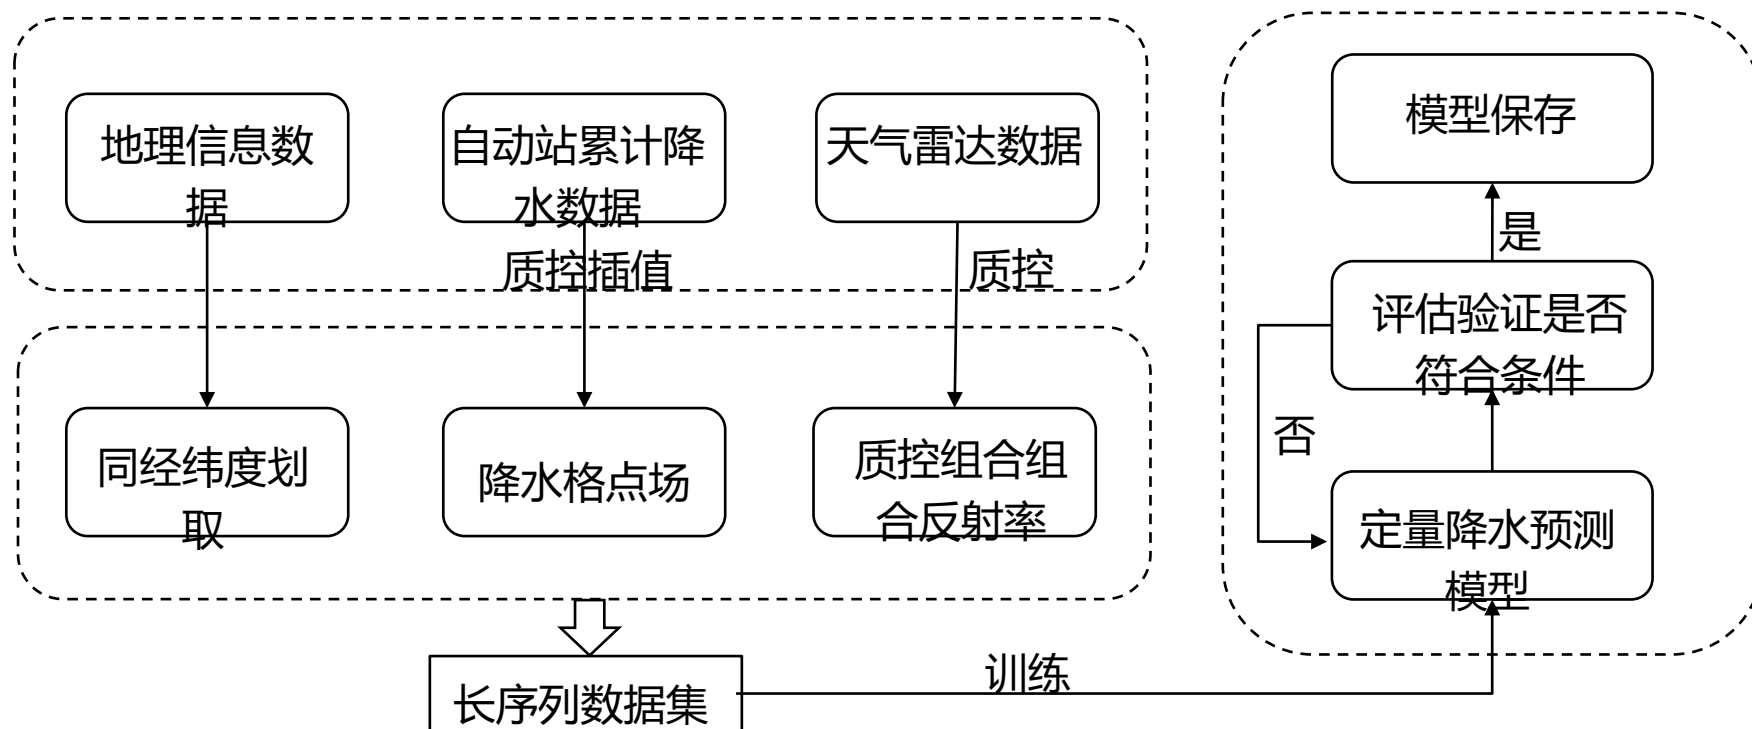 地理信息数
据
自动站累计降
水数据
天气雷达数据
质控插值
质控
同经纬度划
取
降水格点场
质控组合组
合反射率
长序列数据集
训练
模型保存
是
评估验证是否
符合条件
否
定量降水预测
模型